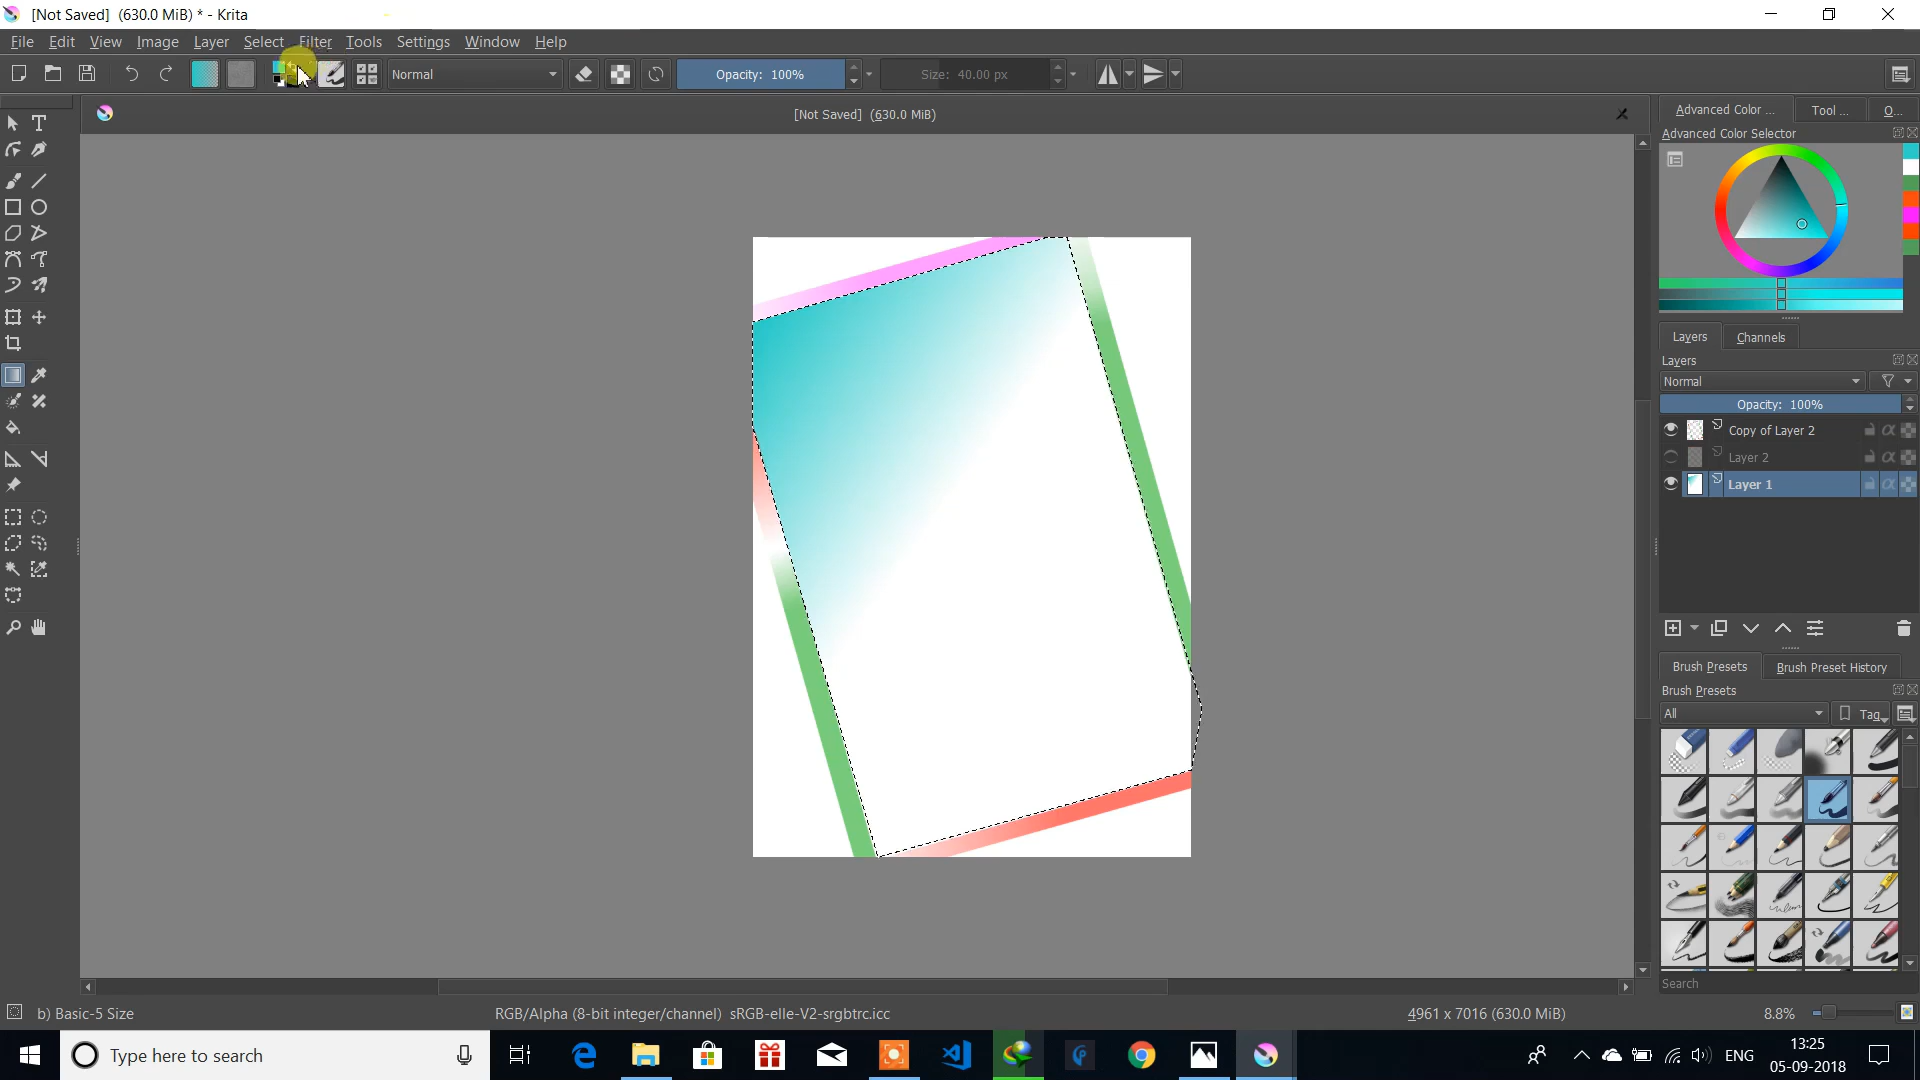 [Not Saved]  (630.0 MiB) * - Krita
File Edit View Image Layer Select Filter Tools Settings Window Help
Normal Opacity: 100% Size: 40.00 px
[Not Saved]  (630.0 MiB)
Advanced Color ... Tool ... O...
Advanced Color Selector
Layers Channels
Layers
Normal
Opacity: 100%
Copy of Layer 2
Layer 2
Layer 1
Brush Presets Brush Preset History
Brush Presets
All Tag
Search
b) Basic-5 Size RGB/Alpha (8-bit integer/channel)  sRGB-elle-V2-srgbtrc.icc 4961 x 7016 (630.0 MiB) 8.8%
Type here to search ENG 13:25
05-09-2018